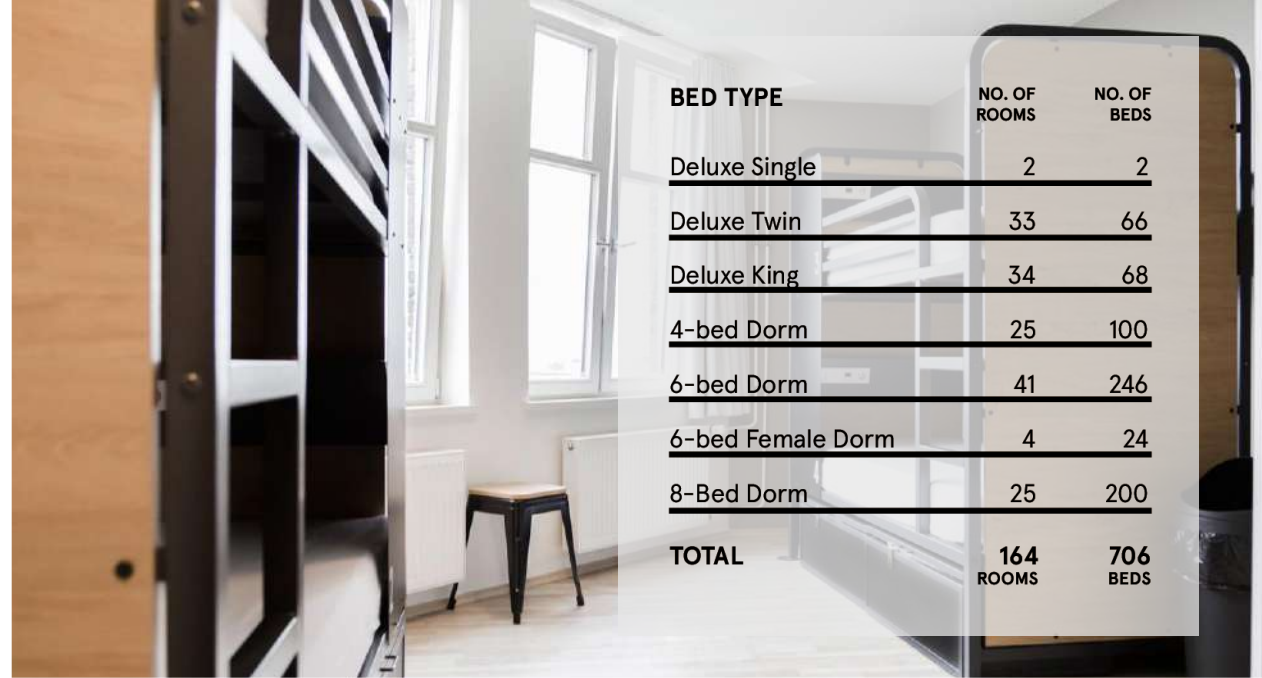 BED TYPE NO. OF ROOMS NO. OF BEDS
Deluxe Single 2 2
Deluxe Twin 33 66
Deluxe King 34 68
4-bed Dorm 25 100
6-bed Dorm 41 246
6-bed Female Dorm 4 24
8-Bed Dorm 25 200
TOTAL 164 706
ROOMS BEDS